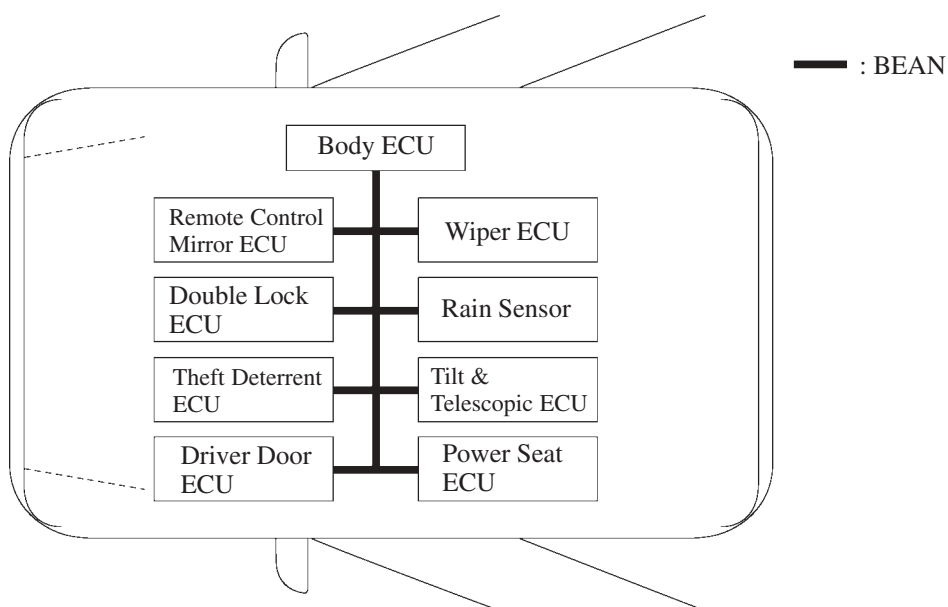 : BEAN
Body ECU
Remote Control
Mirror ECU
Wiper ECU
Double Lock
ECU
Rain Sensor
Theft Deterrent
ECU
Tilt &
Telescopic ECU
Driver Door
ECU
Power Seat
ECU